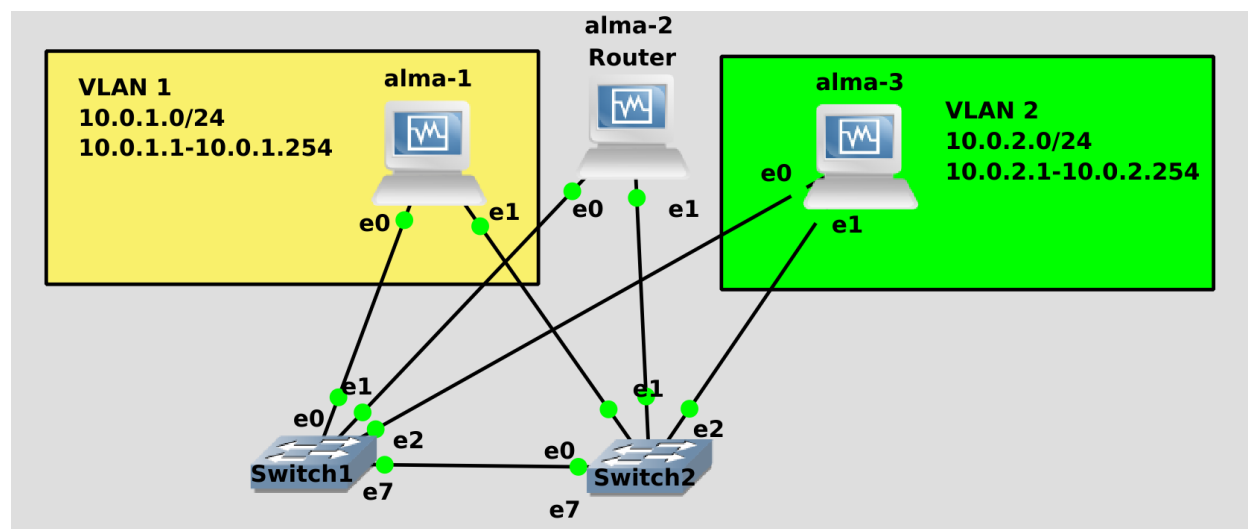 alma-2
Router
VLAN 1
10.0.1.0/24
10.0.1.1-10.0.1.254
alma-1
alma-3
VLAN 2
10.0.2.0/24
10.0.2.1-10.0.2.254
e0
e1
e0
e1
e0
e1
e1
e0
e2
e7
Switch1
e1
e0
e2
e7
Switch2